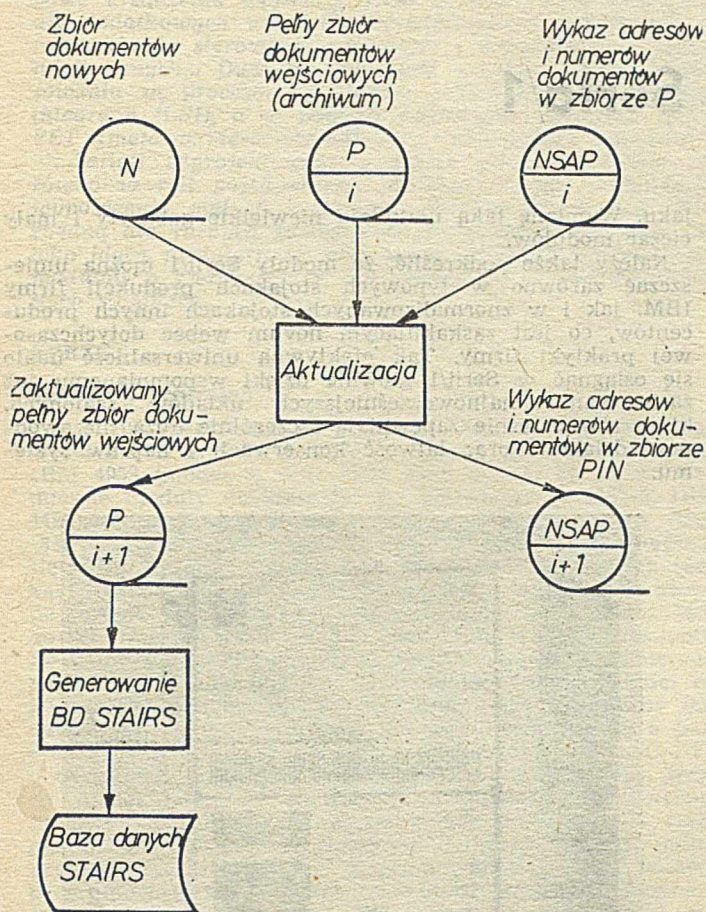 Zbiór
dokumentów
nowych -
Pełny zbiór
dokumentów
wejściowych
(archiwum)
Wykaz adresów
i numerów
dokumentów
w zbiorze P
N
P
i
NSAP
i
Aktualizacja
Zaktualizowany
pełny zbiór doku-
mentów wejściowych
Wykaz adresów
i numerów doku-
mentów w zbiorze
PIN
P
i+1
NSAP
i+1
Generowanie
BD STAIRS
Baza danych
STAIRS